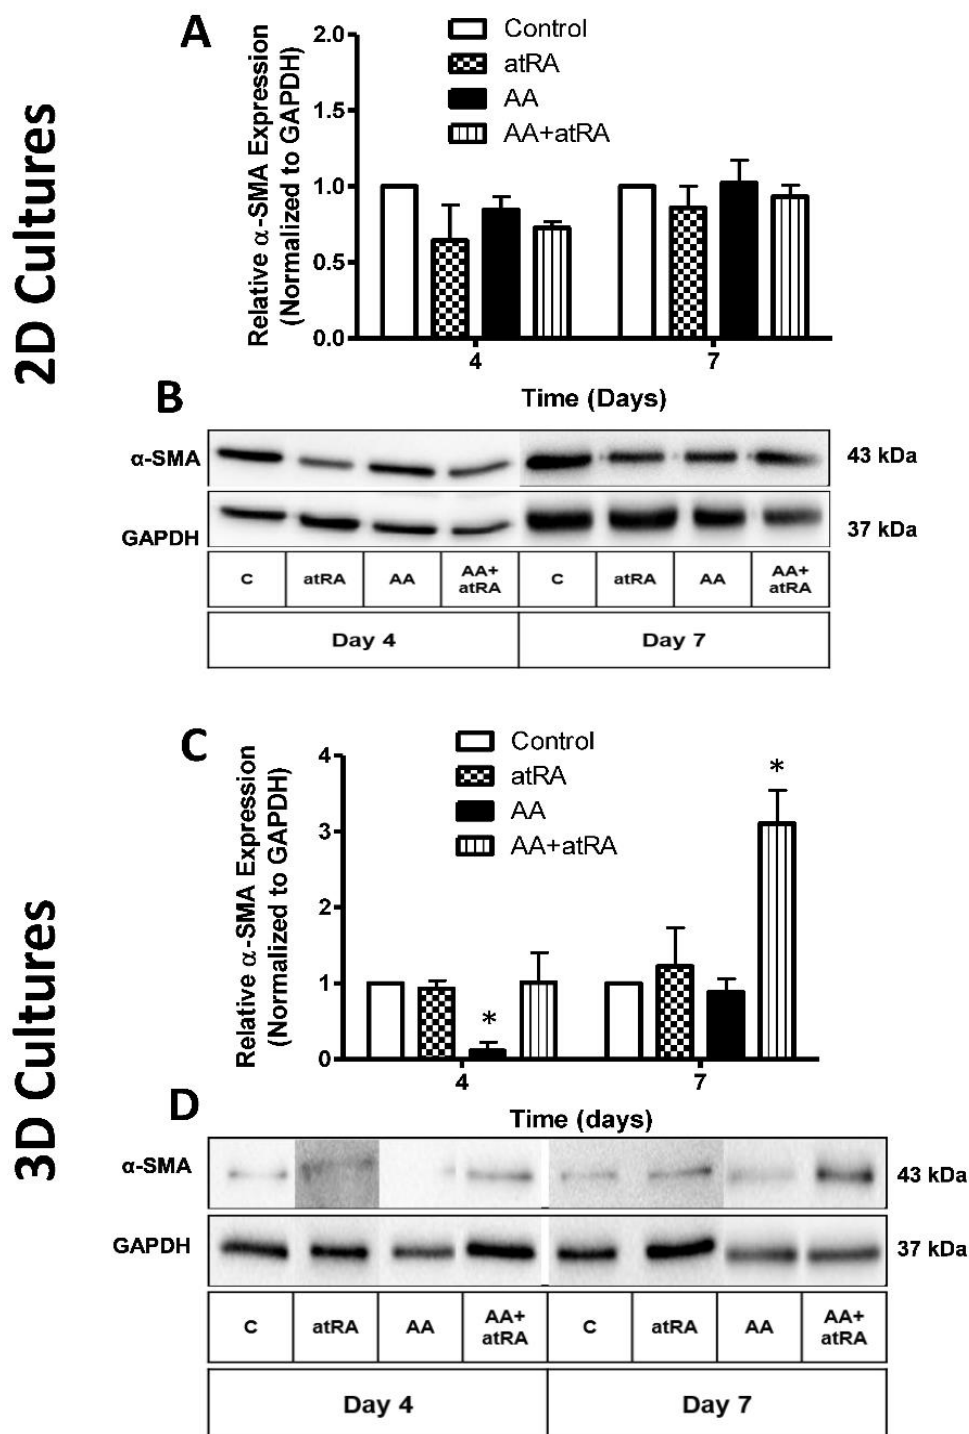 2D Cultures
A
Relative α-SMA Expression
(Normalized to GAPDH)
2.0
1.5
1.0
0.5
0.0
Control
atRA
AA
AA+atRA
4
7
Time (Days)
B
α-SMA
43 kDa
GAPDH
37 kDa
C
atRA
AA
AA+
atRA
C
atRA
AA
AA+
atRA
Day 4
Day 7
3D Cultures
C
Relative α-SMA Expression
(Normalized to GAPDH)
4
3
2
1
0
Control
atRA
AA
AA+atRA
*
*
4
7
Time (days)
D
α-SMA
43 kDa
GAPDH
37 kDa
C
atRA
AA
AA+
atRA
C
atRA
AA
AA+
atRA
Day 4
Day 7